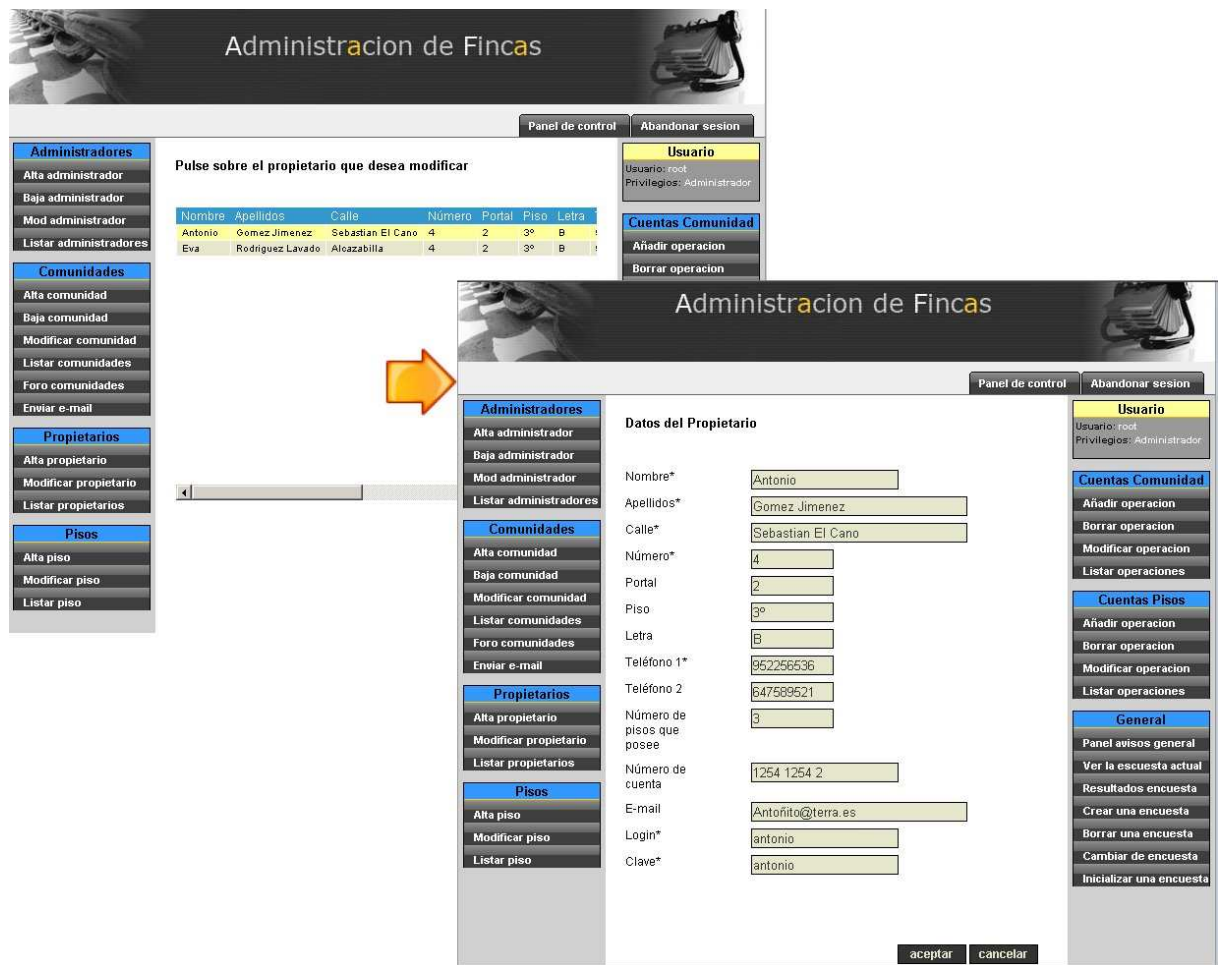 Administracion de Fincas
Panel de control
Abandonar sesion
Administradores
Alta administrador
Baja administrador
Mod administrador
Listar administradores
Comunidades
Alta comunidad
Baja comunidad
Modificar comunidad
Listar comunidades
Foro comunidades
Enviar e-mail
Propietarios
Alta propietario
Modificar propietario
Listar propietarios
Pisos
Alta piso
Modificar piso
Listar piso
Pulse sobre el propietario que desea modificar
Nombre Apellidos Calle Número Portal Piso Letra
Antonio Gomez Jimenez Sebastian El Cano 4 2 3º B
Eva Rodriguez Lavado Alcazabilla 4 2 3º B
Usuario
Usuario: root
Privilegios: Administrador
Cuentas Comunidad
Añadir operacion
Borrar operacion
Administracion de Fincas
Panel de control
Abandonar sesion
Administradores
Alta administrador
Baja administrador
Mod administrador
Listar administradores
Comunidades
Alta comunidad
Baja comunidad
Modificar comunidad
Listar comunidades
Foro comunidades
Enviar e-mail
Propietarios
Alta propietario
Modificar propietario
Listar propietarios
Pisos
Alta piso
Modificar piso
Listar piso
Datos del Propietario
Nombre* Antonio
Apellidos* Gomez Jimenez
Calle* Sebastian El Cano
Número* 4
Portal 2
Piso 3º
Letra B
Teléfono 1* 952256536
Teléfono 2 647589521
Número de 3
pisos que
posee
Número de 1254 1254 2
cuenta
E-mail Antoñito@terra.es
Login* antonio
Clave* antonio
aceptar cancelar
Usuario
Usuario: root
Privilegios: Administrador
Cuentas Comunidad
Añadir operacion
Borrar operacion
Modificar operacion
Listar operaciones
Cuentas Pisos
Añadir operacion
Borrar operacion
Modificar operacion
Listar operaciones
General
Panel avisos general
Ver la escuesta actual
Resultados encuesta
Crear una encuesta
Borrar una encuesta
Cambiar de encuesta
Inicializar una encuesta